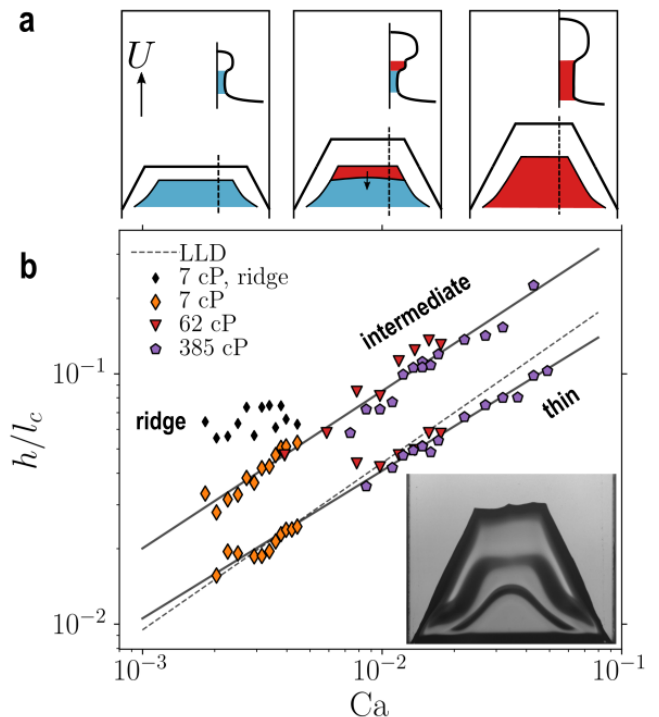 a
U
b
LLD
7 cP, ridge
7 cP
62 cP
385 cP
intermediate
ridge
thin
h/l_c
10^{-1}
10^{-2}
10^{-3}
10^{-2}
10^{-1}
Ca